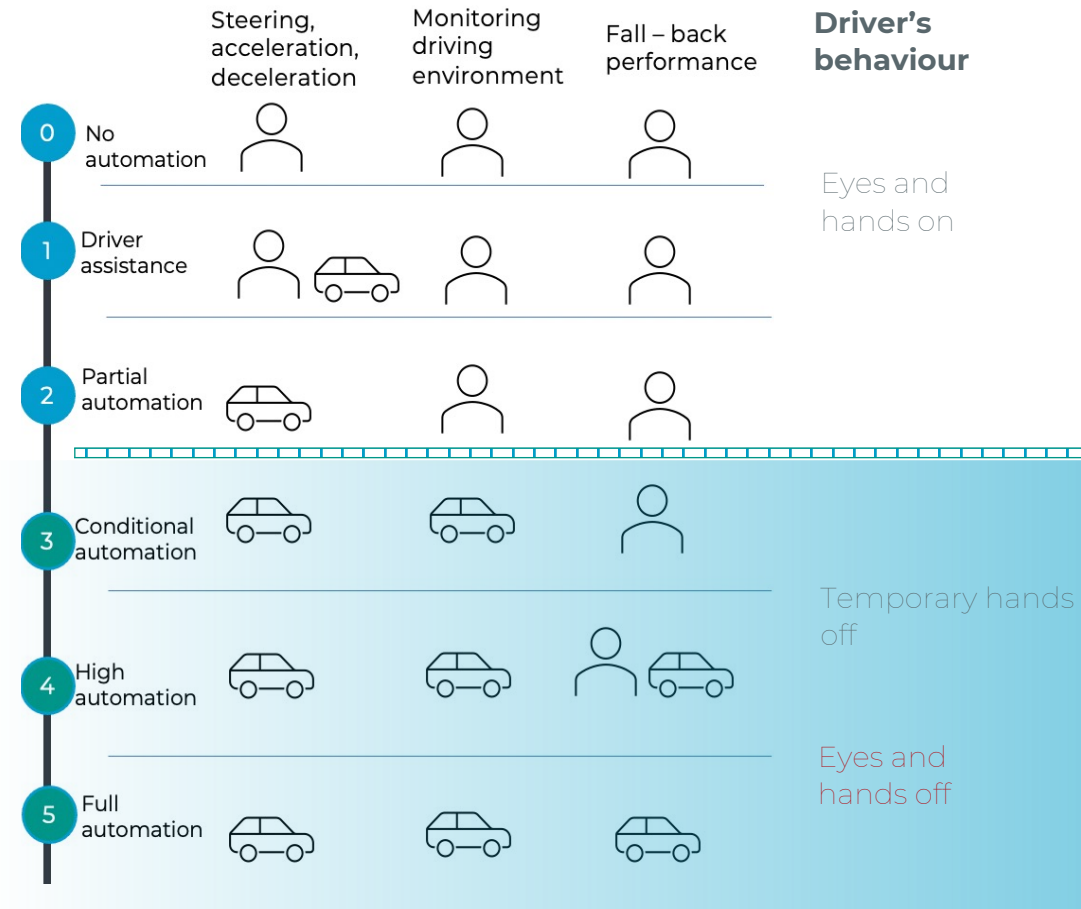 Steering,
acceleration,
deceleration
Monitoring
driving
environment
Fall – back
performance
Driver's
behaviour
0
No
automation
Eyes and
hands on
1
Driver
assistance
2
Partial
automation
3
Conditional
automation
Temporary hands
off
4
High
automation
Eyes and
hands off
5
Full
automation